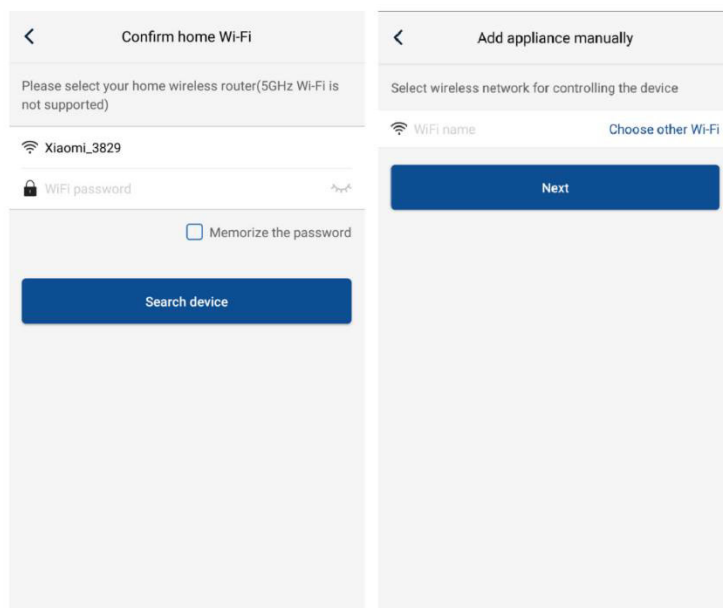 Confirm home Wi-Fi
Please select your home wireless router(5GHz Wi-Fi is
not supported)
Xiaomi_3829
WiFi password
Memorize the password
Search device
Add appliance manually
Select wireless network for controlling the device
WiFi name
Choose other Wi-Fi
Next